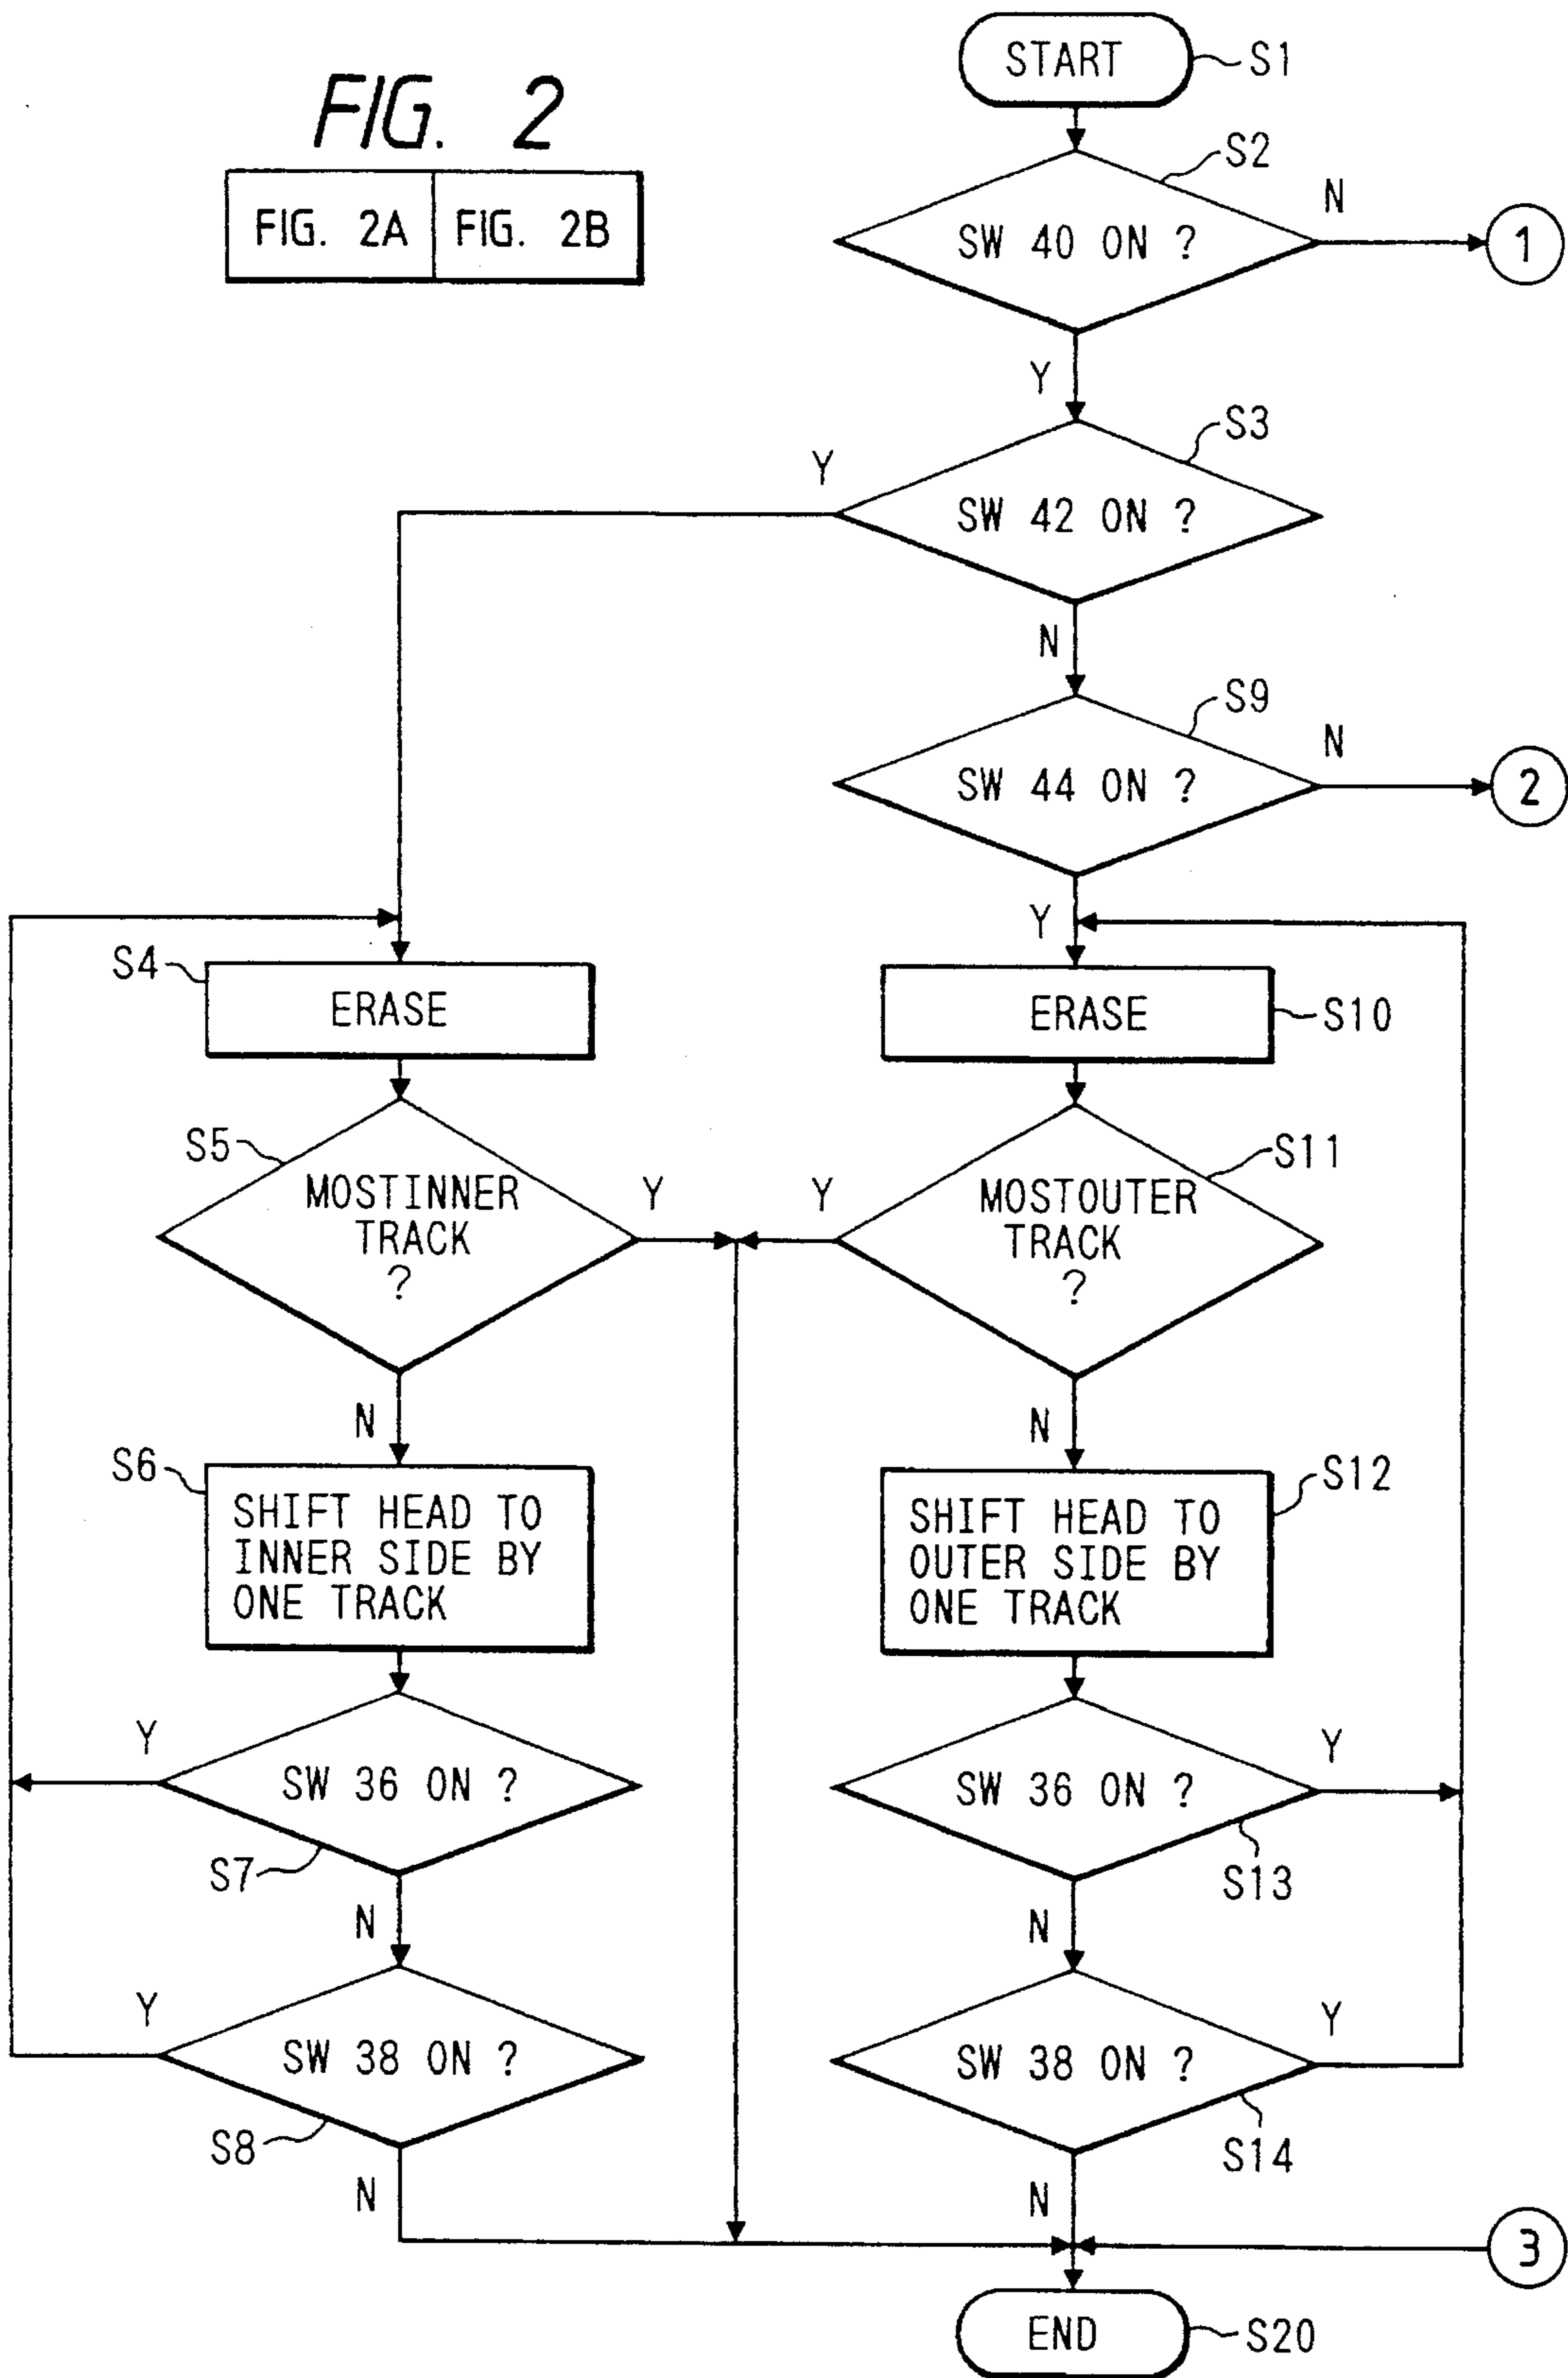 FIG. 2
FIG. 2A FIG. 2B
START S1
S2
SW 40 ON ?
N
1
Y
S3
Y
SW 42 ON ?
N
S9
SW 44 ON ?
N
2
Y
S4
ERASE
ERASE
S10
S5
MOSTINNER
TRACK
?
Y
Y
S11
MOSTOUTER
TRACK
?
N
N
S6
SHIFT HEAD TO
INNER SIDE BY
ONE TRACK
S12
SHIFT HEAD TO
OUTER SIDE BY
ONE TRACK
Y
SW 36 ON ?
S7
SW 36 ON ?
Y
S13
N
N
Y
SW 38 ON ?
S8
SW 38 ON ?
Y
S14
N
N
3
END S20